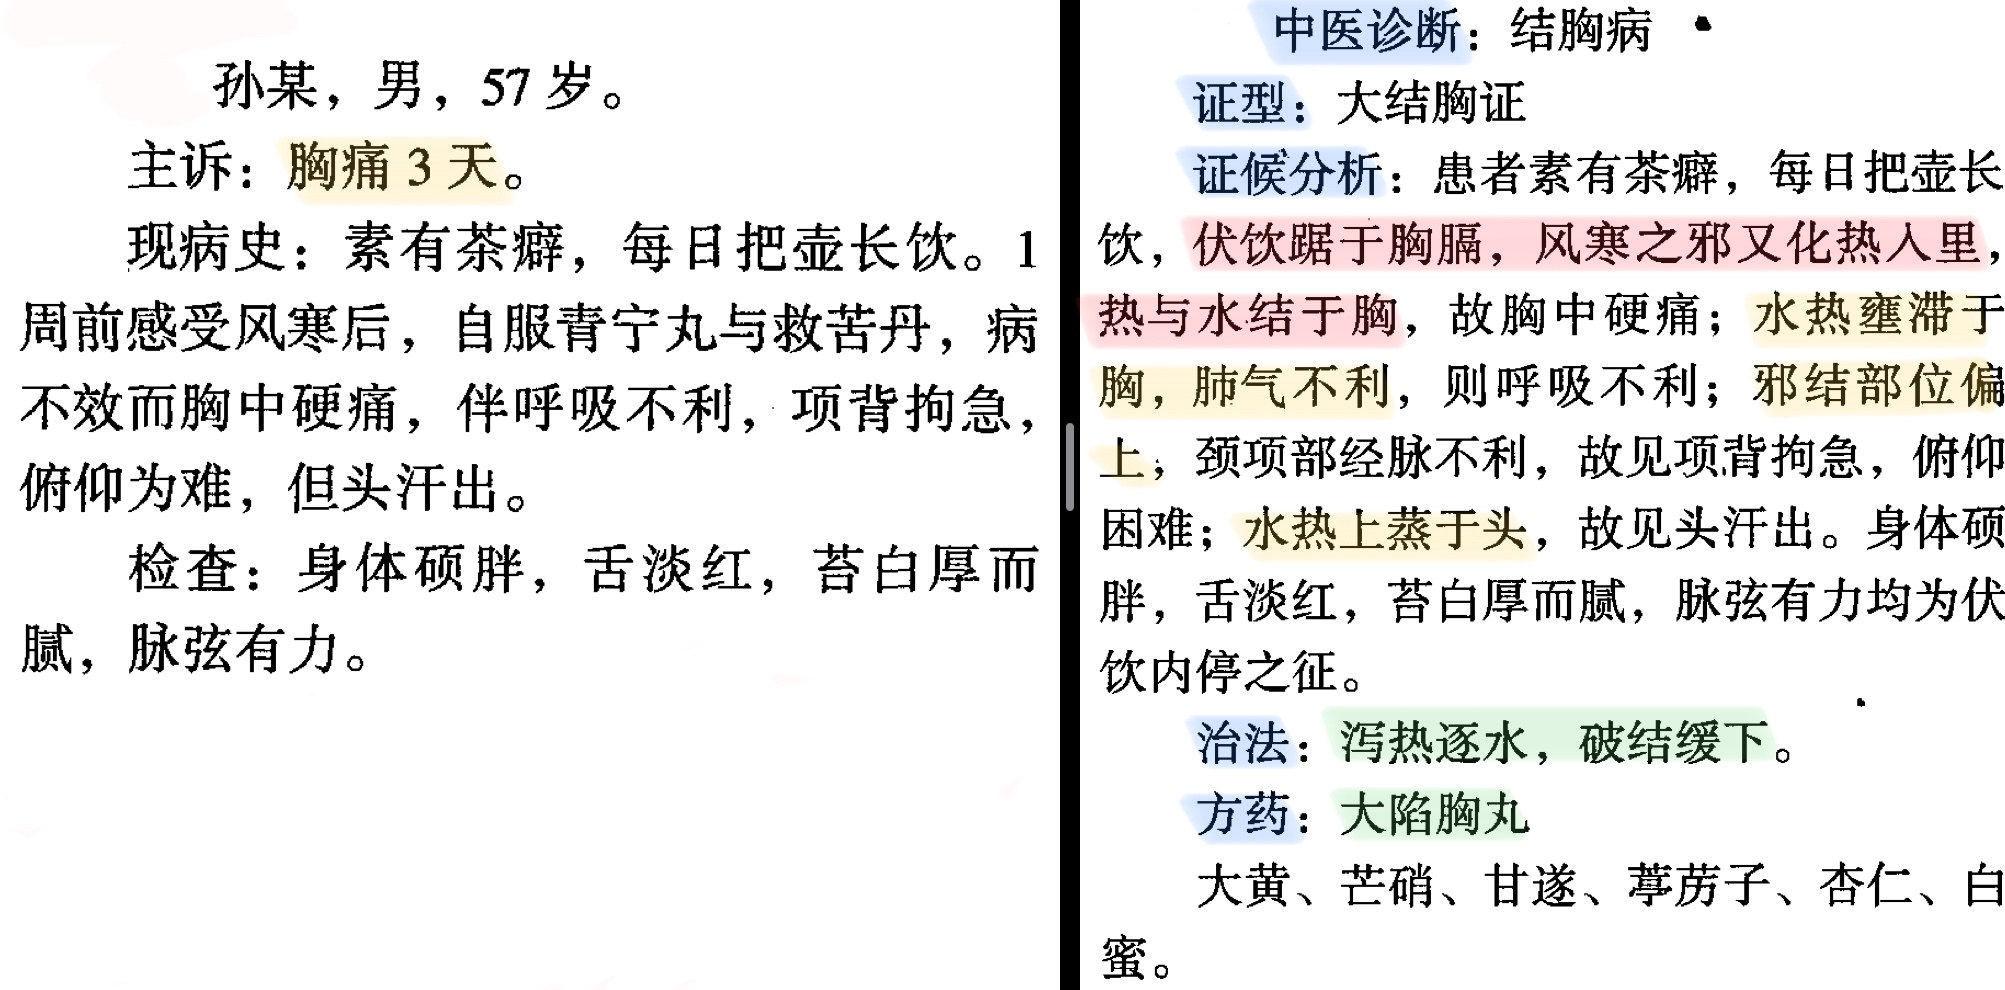 孙某，男，57岁。
主诉：胸痛3天。
现病史：素有茶癖，每日把壶长饮。1
周前感受风寒后，自服青宁丸与救苦丹，病
不效而胸中硬痛，伴呼吸不利，项背拘急，
俯仰为难，但头汗出。
检查：身体硕胖，舌淡红，苔白厚而
腻，脉弦有力。
中医诊断：结胸病
证型：大结胸证
证候分析：患者素有茶癖，每日把壶长
饮，伏饮踞于胸膈，风寒之邪又化热人里，
热与水结于胸，故胸中硬痛；水热壅滞于
胸，肺气不利，则呼吸不利；邪结部位偏
上，颈项部经脉不利，故见项背拘急，俯仰
困难；水热上蒸于头，故见头汗出。身体硕
胖，舌淡红，苔白厚而腻，脉弦有力均为伏
饮内停之征。
治法：泻热逐水，破结缓下。
方药：大陷胸丸
大黄、芒硝、甘遂、葶苈子、杏仁、白
蜜。